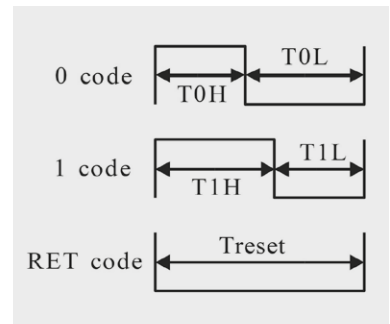 0 code
T0H
T0L
1 code
T1H
T1L
RET code
Treset